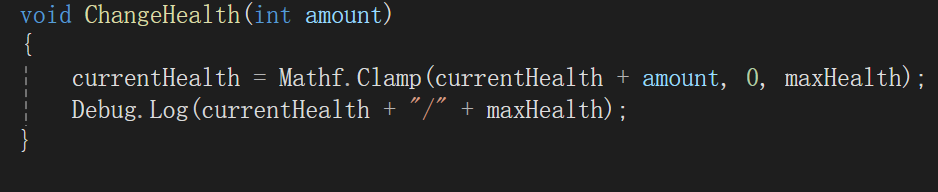 void ChangeHealth(int amount)
{
currentHealth = Mathf.Clamp(currentHealth + amount, 0, maxHealth);
Debug.Log(currentHealth + "/" + maxHealth);
}